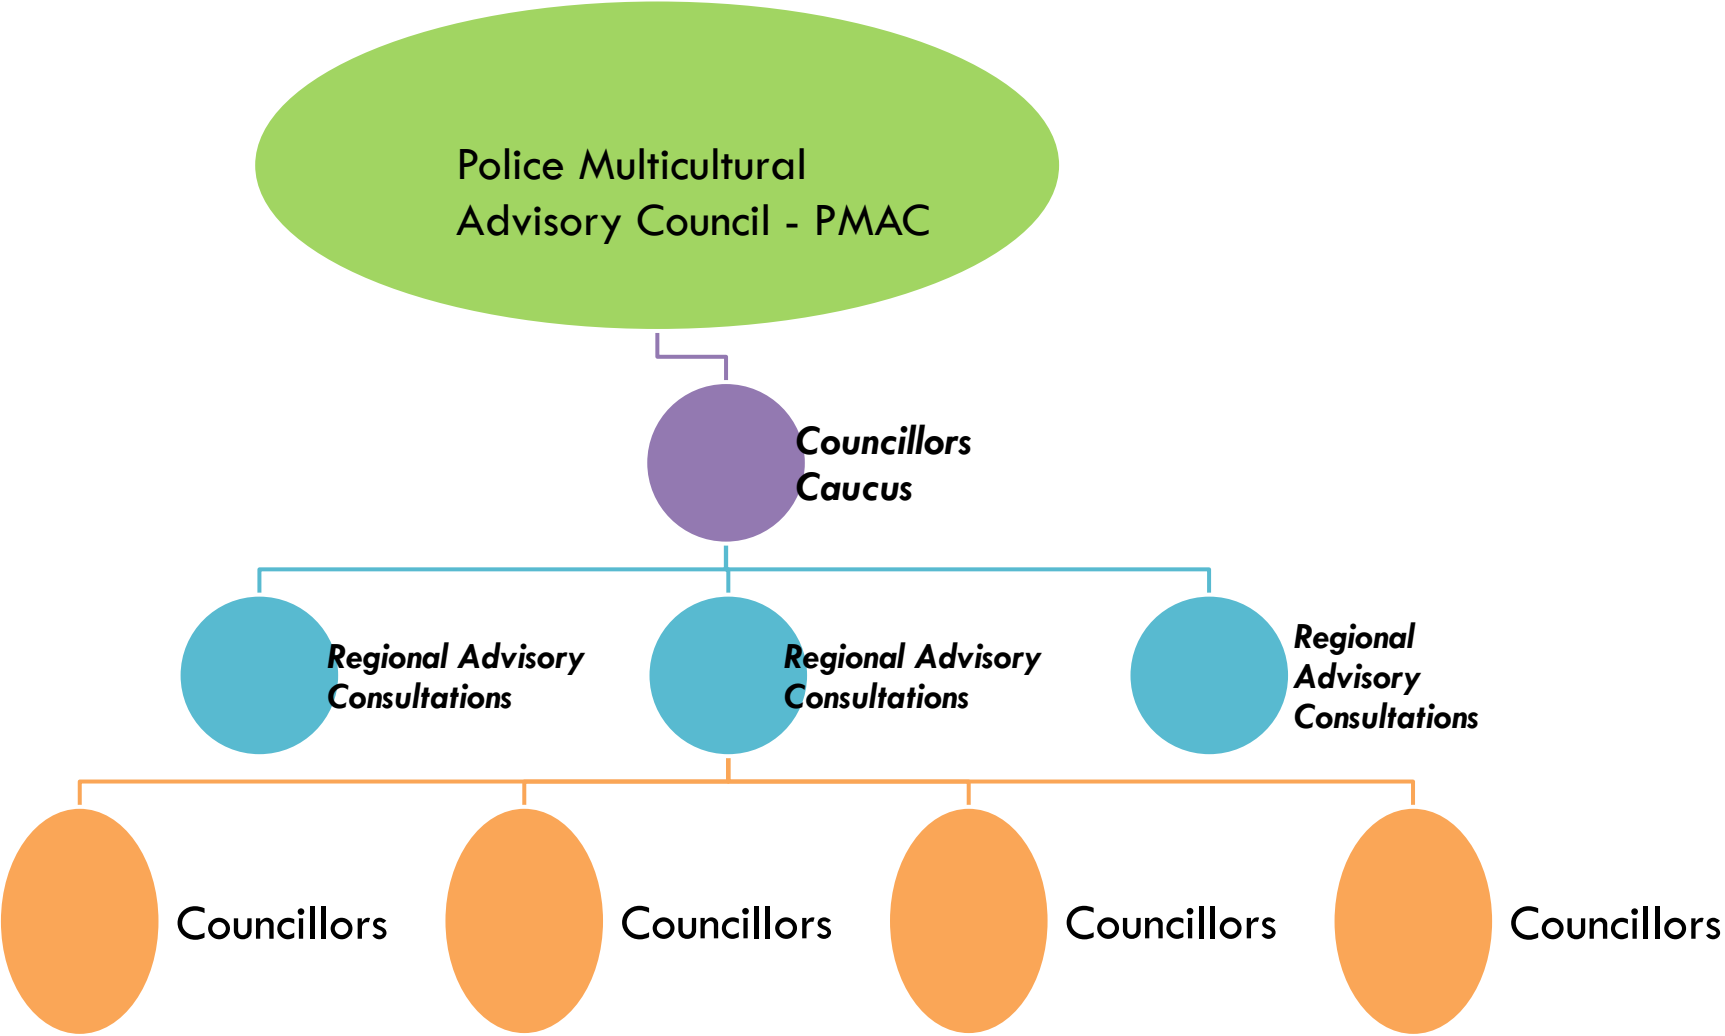 Police Multicultural
Advisory Council - PMAC
Councillors
Caucus
Regional Advisory
Consultations
Regional Advisory
Consultations
Regional
Advisory
Consultations
Councillors
Councillors
Councillors
Councillors